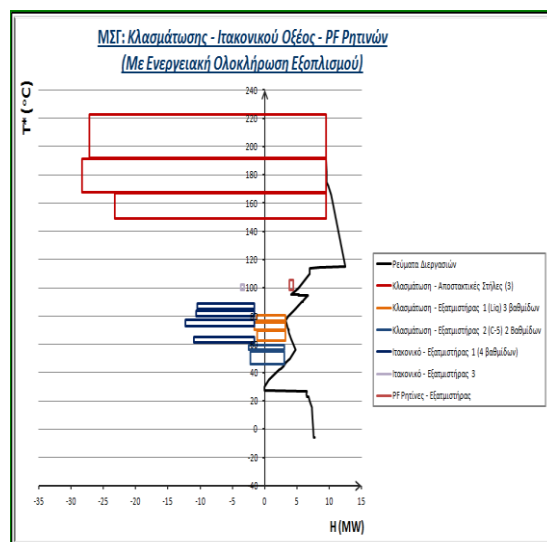 ΜΣΓ: Κλασμάτωσης - Ιτακονικού Οξέος - PF Ρητινών
(Με Ενεργειακή Ολοκλήρωση Εξοπλισμού)
T* (°C)
240
220
200
180
160
140
120
100
80
60
40
20
0
-20
40
-35
-30
-25
-20
-15
-10
-5
0
5
10
15
H (MW)
Ρεύματα Διεργασιών
Κλασμάτωση - Αποστακτικές Στήλες (3)
Κλασμάτωση - Εξατμιστήρας 1 (Liq) 3 βαθμίδων
Κλασμάτωση - Εξατμιστήρας 2 (C-5) 2 Βαθμίδων
Ιτακονικό - Εξατμιστήρας 1 (4 βαθμίδων)
Ιτακονικό - Εξατμιστήρας 3
PF Ρητίνες - Εξατμιστήρας